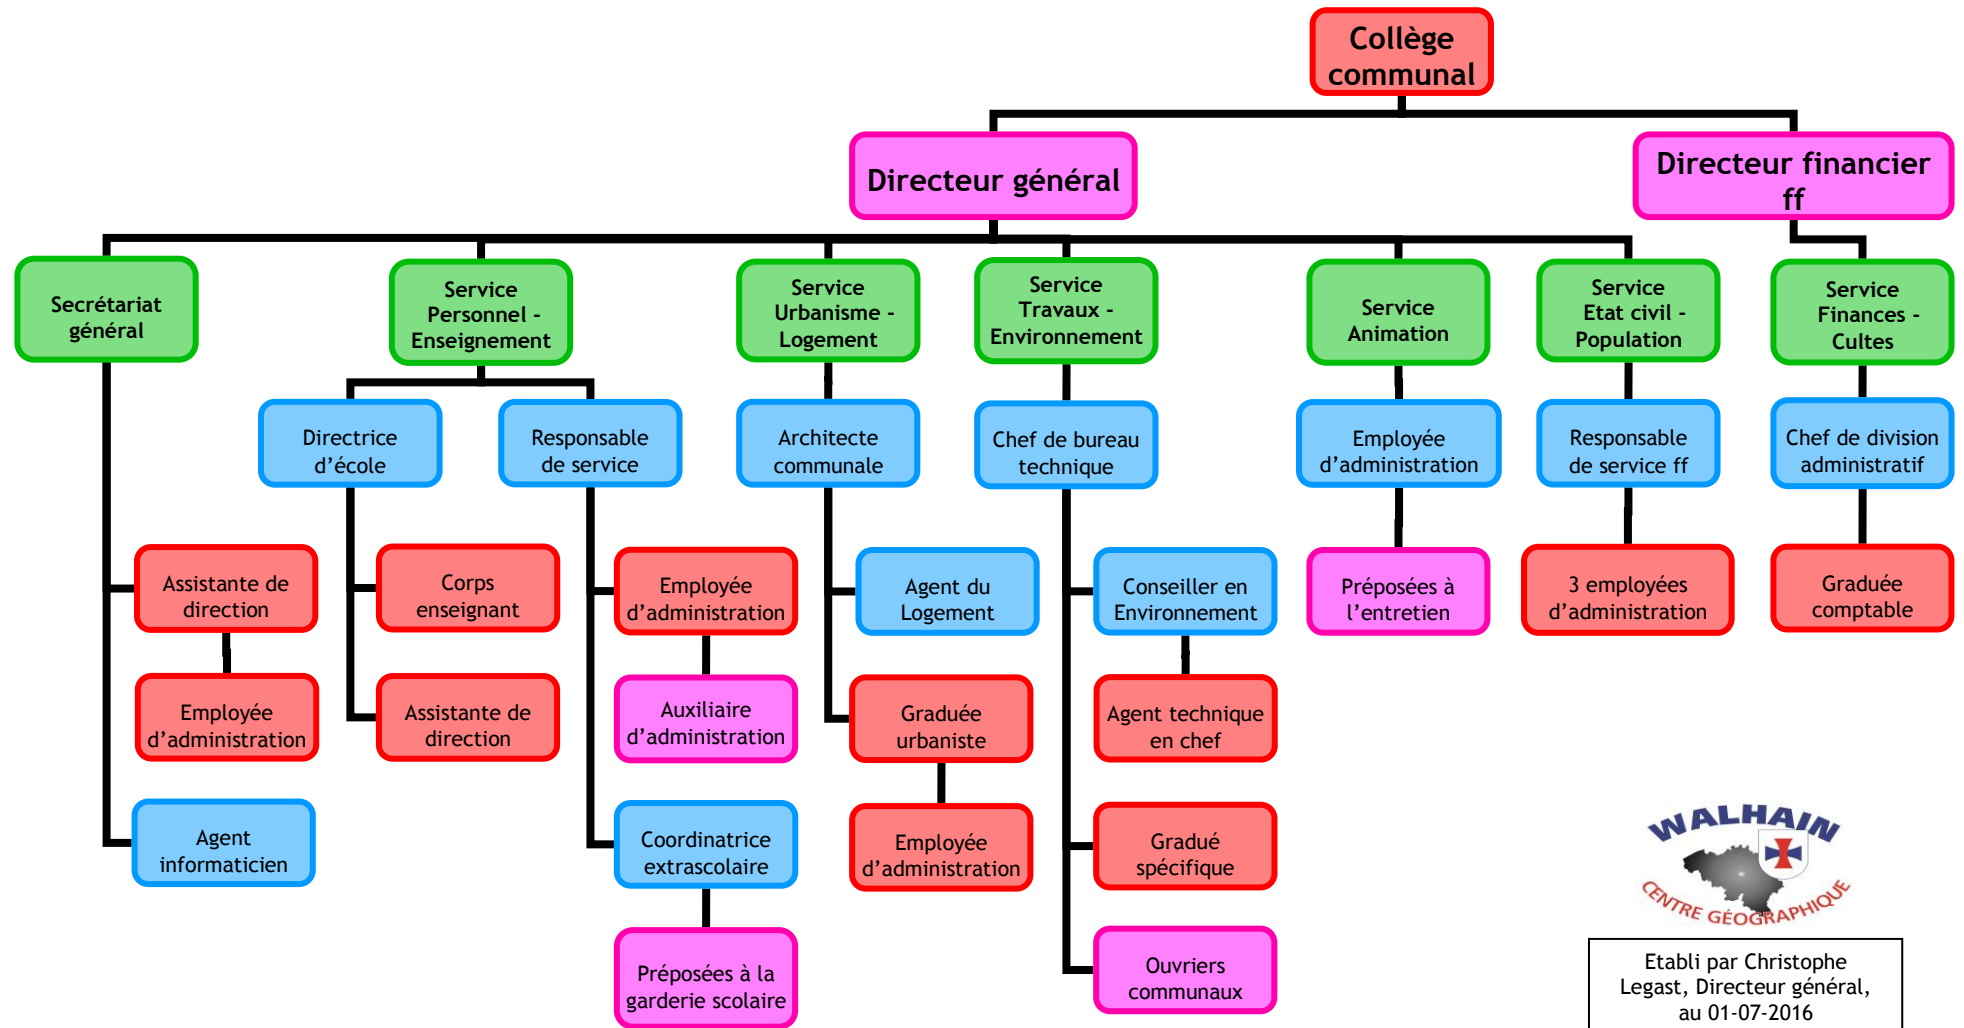 Collège
communal
Directeur général
Directeur financier
ff
Secrétariat
général
Service
Personnel -
Enseignement
Service
Urbanisme -
Logement
Service
Travaux -
Environnement
Service
Animation
Service
Etat civil -
Population
Service
Finances -
Cultes
Directrice
d’école
Responsable
de service
Architecte
communale
Chef de bureau
technique
Employée
d’administration
Responsable
de service ff
Chef de division
administratif
Assistante de
direction
Corps
enseignant
Employée
d’administration
Agent du
Logement
Conseiller en
Environnement
Préposées à
l’entretien
3 employées
d’administration
Graduée
comptable
Employée
d’administration
Assistante de
direction
Auxiliaire
d’administration
Graduée
urbaniste
Agent technique
en chef
Agent
informaticien
Coordinatrice
extrascolaire
Employée
d’administration
Gradué
spécifique
Préposées à la
garderie scolaire
Ouvriers
communaux
WALHAIN
CENTRE GÉOGRAPHIQUE
Etabli par Christophe
Legast, Directeur général,
au 01-07-2016